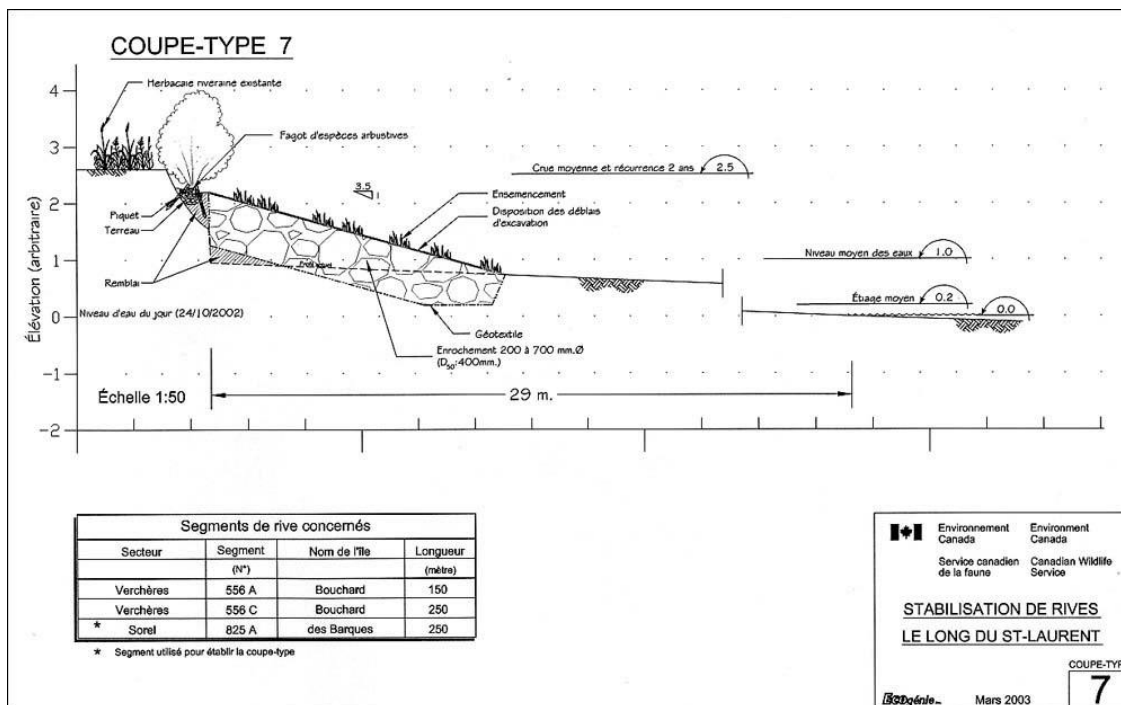 COUPE-TYPE 7
Herbacaie riveraine existante
Fagot d'espèces arbustives
Crue moyenne et récurrence 2 ans 2.5
3.5
1
Ensemencement
Disposition des déblais
d'excavation
Piquet
Terreau
Remblai
Niveau moyen des eaux 1.0
Étiage moyen 0.2
0.0
Niveau d'eau du jour (24/10/2002)
Géotextile
Enrochement 200 à 700 mm.Ø
(D50:400mm.)
Élévation (arbitraire)
4
3
2
1
0
-1
-2
Échelle 1:50
29 m.
Segments de rive concernés
Secteur Segment Nom de l'île Longueur
(N°) (mètre)
Verchères 556 A Bouchard 150
Verchères 556 C Bouchard 250
* Sorel 825 A des Barques 250
* Segment utilisé pour établir la coupe-type
Environnement Environment
Canada Canada
Service canadien Canadian Wildlife
de la faune Service
STABILISATION DE RIVES
LE LONG DU ST-LAURENT
COUPE-TYP
7
Mars 2003